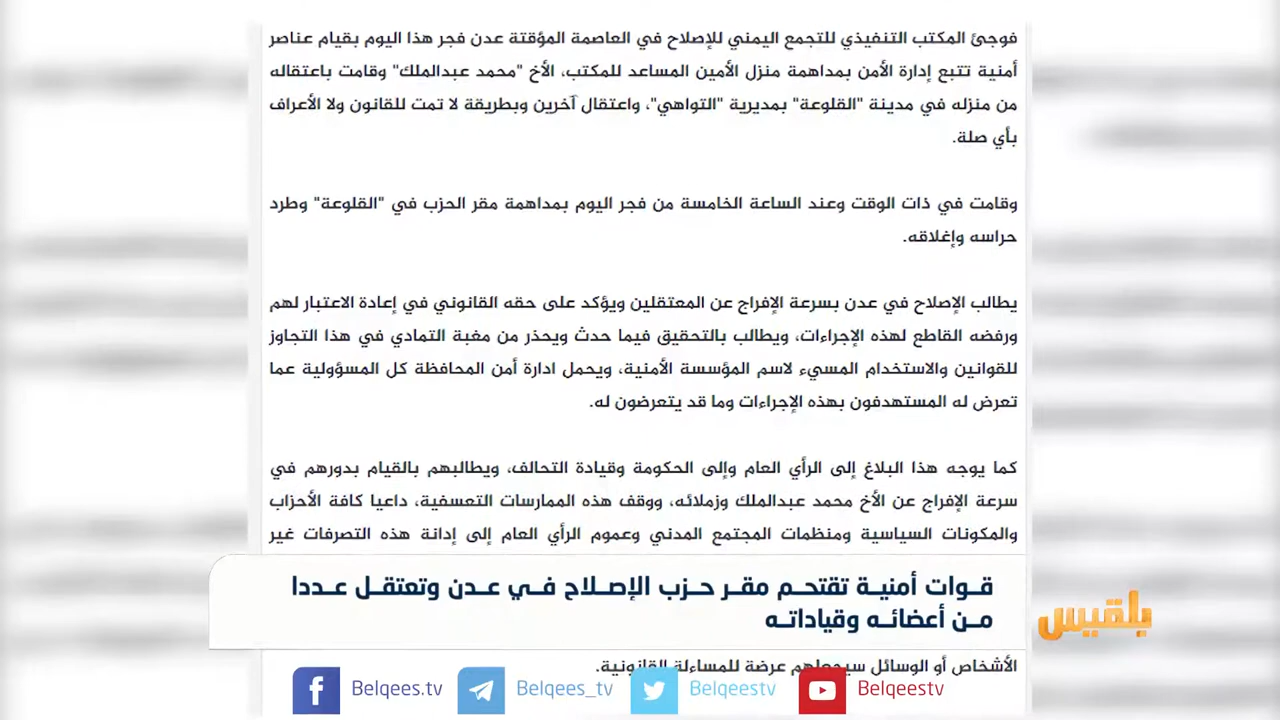 فوجئ المكتب التنفيذي للتجمع اليمني للإصلاح في العاصمة المؤقتة عدن فجر هذا اليوم بقيام عناصر
أمنية تتبع إدارة الأمن بمداهمة منزل الأمين المساعد للمكتب، الأخ "محمد عبدالملك" وقامت باعتقاله
من منزله في مدينة "القلوعة" بمديرية "التواهي"، واعتقال آخرين وبطريقة لا تمت للقانون ولا الأعراف
بأي صلة.
وقامت في ذات الوقت وعند الساعة الخامسة من فجر اليوم بمداهمة مقر الحزب في "القلوعة" وطرد
حراسه وإغلاقه.
يطالب الإصلاح في عدن بسرعة الإفراج عن المعتقلين ويؤكد على حقه القانوني في إعادة الاعتبار لهم
ورفضه القاطع لهذه الإجراءات، ويطالب بالتحقيق فيما حدث ويحذر من مغبة التمادي في هذا التجاوز
للقوانين والاستخدام المسيء لاسم المؤسسة الأمنية، ويحمل ادارة أمن المحافظة كل المسؤولية عما
تعرض له المستهدفون بهذه الإجراءات وما قد يتعرضون له.
كما يوجه هذا البلاغ إلى الرأي العام وإلى الحكومة وقيادة التحالف، ويطالبهم بالقيام بدورهم في
سرعة الإفراج عن الأخ محمد عبدالملك وزملائه، ووقف هذه الممارسات التعسفية، داعيا كافة الأحزاب
والمكونات السياسية ومنظمات المجتمع المدني وعموم الرأي العام إلى إدانة هذه التصرفات غير
قوات أمنية تقتحم مقر حزب الإصلاح في عدن وتعتقل عددا
من أعضائه وقياداته
بلقيس
الأشخاص أو الوسائل سيجعلهم عرضة للمساءلة القانونية.
Belqees.tv Belqees_tv Belqeestv Belqeestv